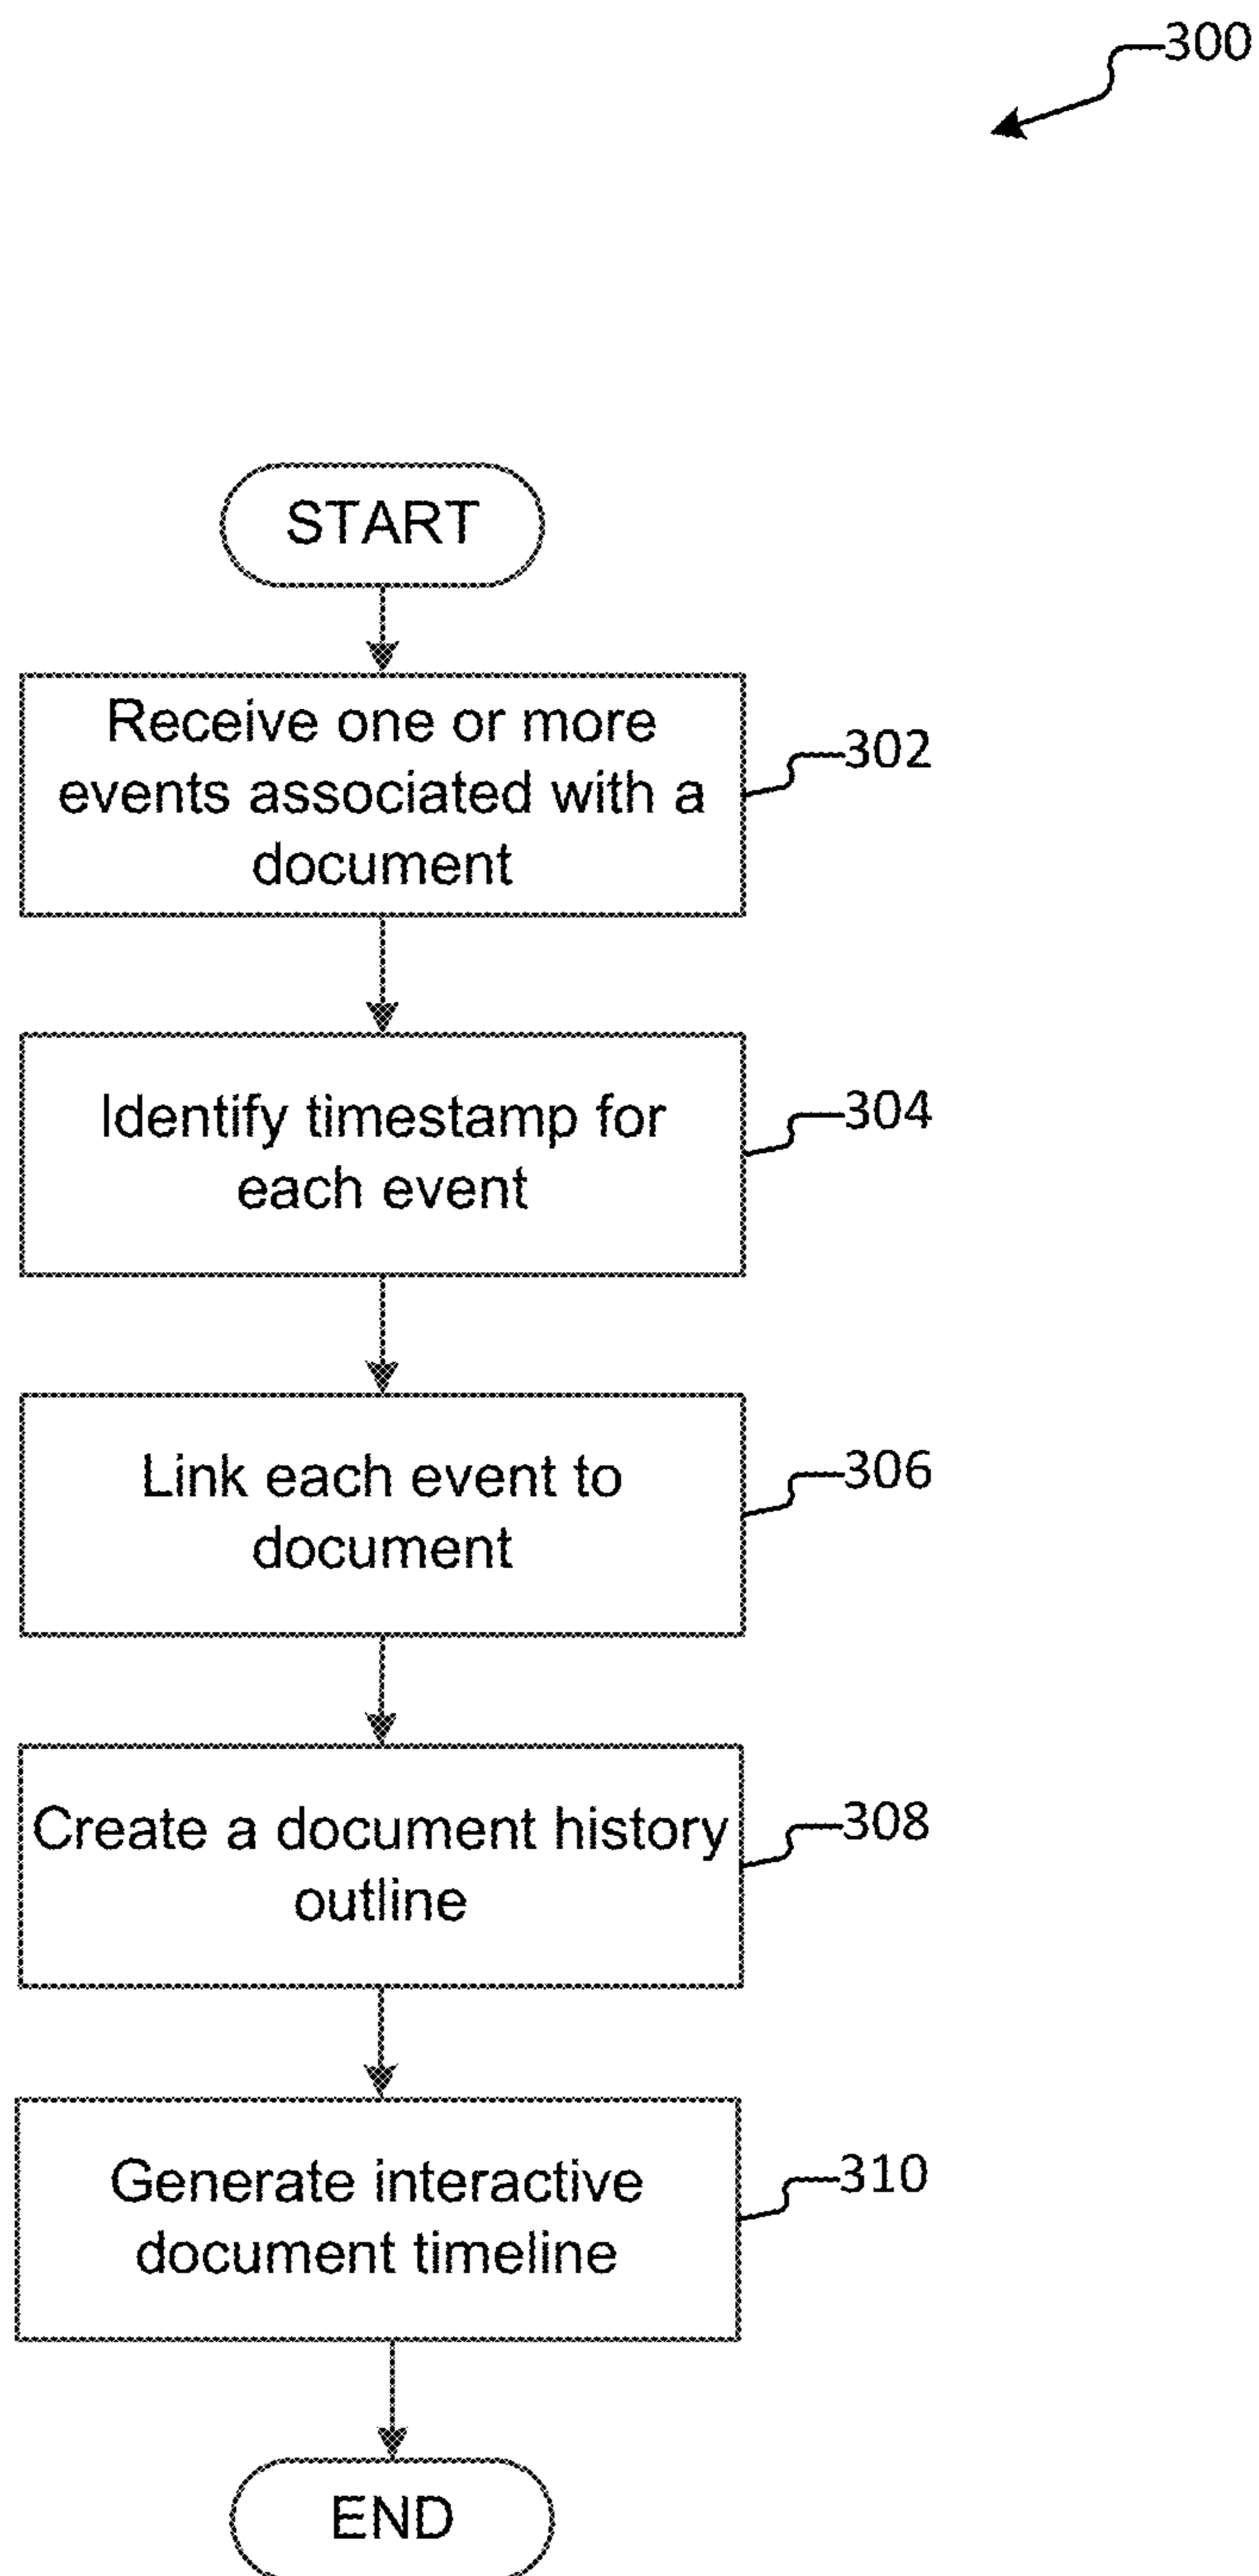 300
START
Receive one or more
events associated with a
document
302
Identify timestamp for
each event
304
Link each event to
document
306
Create a document history
outline
308
Generate interactive
document timeline
310
END